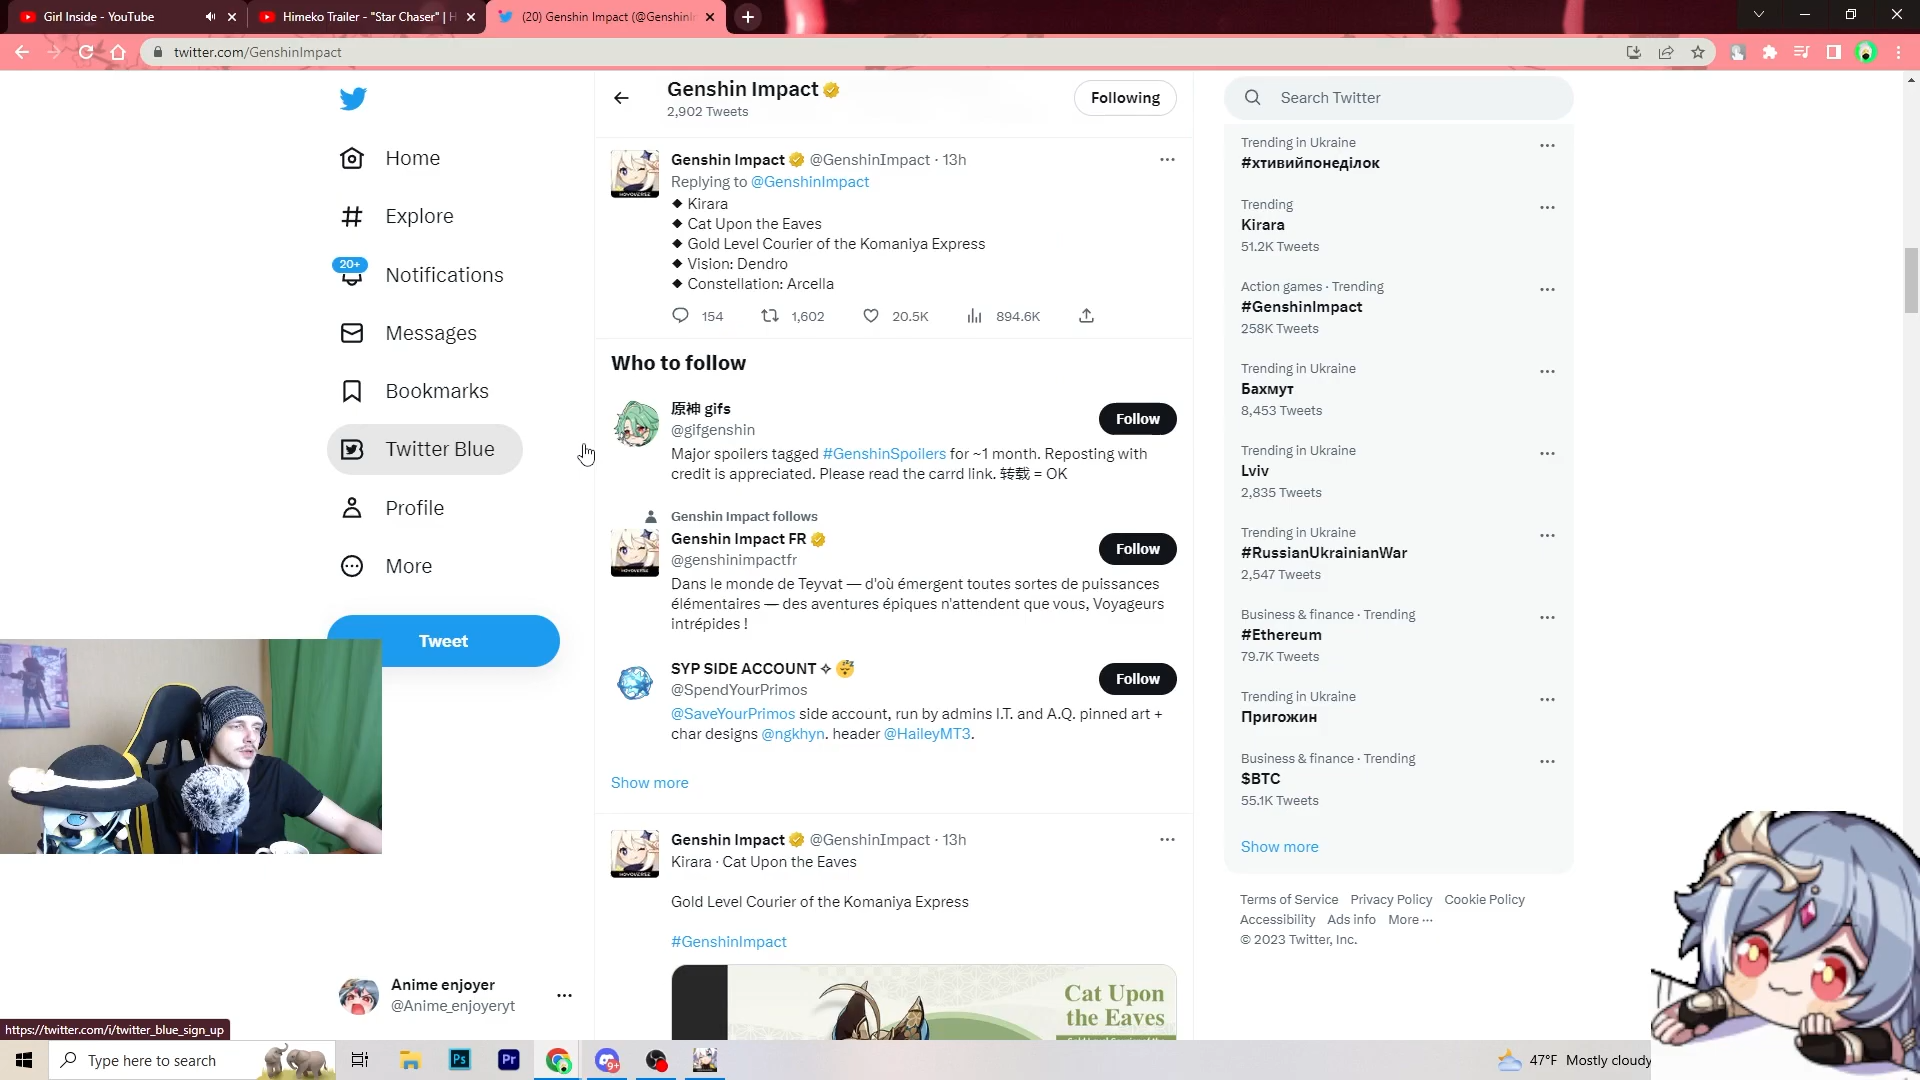 Girl Inside - YouTube
Himeko Trailer - "Star Chaser" | H
(20) Genshin Impact (@GenshinIm
twitter.com/GenshinImpact
Home
Explore
20+
Notifications
Messages
Bookmarks
Twitter Blue
Profile
More
Tweet
Anime enjoyer
@Anime_enjoyeryt
https://twitter.com/i/twitter_blue_sign_up
Genshin Impact
2,902 Tweets
Following
Genshin Impact @GenshinImpact · 13h
Replying to @GenshinImpact
◆ Kirara
◆ Cat Upon the Eaves
◆ Gold Level Courier of the Komaniya Express
◆ Vision: Dendro
◆ Constellation: Arcella
154 1,602 20.5K 894.6K
Who to follow
原神 gifs
@gifgenshin
Follow
Major spoilers tagged #GenshinSpoilers for ~1 month. Reposting with
credit is appreciated. Please read the carrd link. 转载 = OK
Genshin Impact follows
Genshin Impact FR
@genshinimpactfr
Follow
Dans le monde de Teyvat — d'où émergent toutes sortes de puissances
élémentaires — des aventures épiques n'attendent que vous, Voyageurs
intrépides !
SYP SIDE ACCOUNT ✧ 😴
@SpendYourPrimos
Follow
@SaveYourPrimos side account, run by admins I.T. and A.Q. pinned art +
char designs @ngkhyn. header @HaileyMT3.
Show more
Genshin Impact @GenshinImpact · 13h
Kirara · Cat Upon the Eaves
Gold Level Courier of the Komaniya Express
#GenshinImpact
Cat Upon
the Eaves
Search Twitter
Trending in Ukraine
#хтивийпонеділок
Trending
Kirara
51.2K Tweets
Action games · Trending
#GenshinImpact
258K Tweets
Trending in Ukraine
Бахмут
8,453 Tweets
Trending in Ukraine
Lviv
2,835 Tweets
Trending in Ukraine
#RussianUkrainianWar
2,547 Tweets
Business & finance · Trending
#Ethereum
79.7K Tweets
Trending in Ukraine
Пригожин
Business & finance · Trending
$BTC
55.1K Tweets
Show more
Terms of Service Privacy Policy Cookie Policy
Accessibility Ads info More ···
© 2023 Twitter, Inc.
Type here to search
Ps
Pr
9+
47°F Mostly cloudy